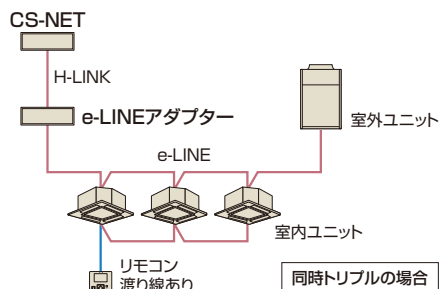 CS-NET
H-LINK
e-LINEアダプター
室外ユニット
e-LINE
室内ユニット
リモコン
渡り線あり
同時トリプルの場合